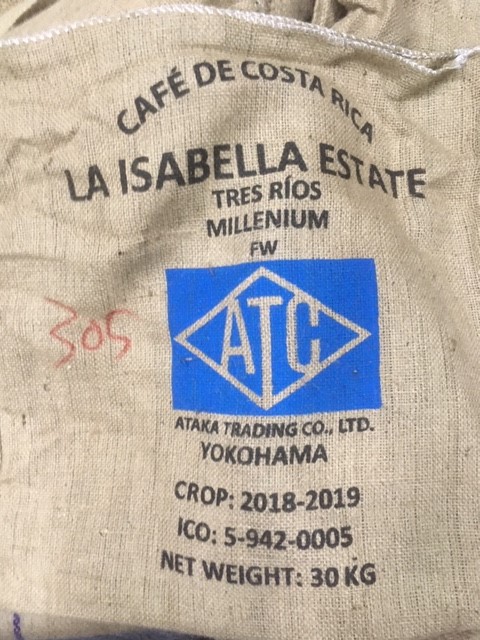 CAFÉ DE COSTA RICA
LA ISABELLA ESTATE
TRES RÍOS
MILLENIUM
FW
ATC
305
ATAKA TRADING CO., LTD.
YOKOHAMA
CROP: 2018-2019
ICO: 5-942-0005
NET WEIGHT: 30 KG